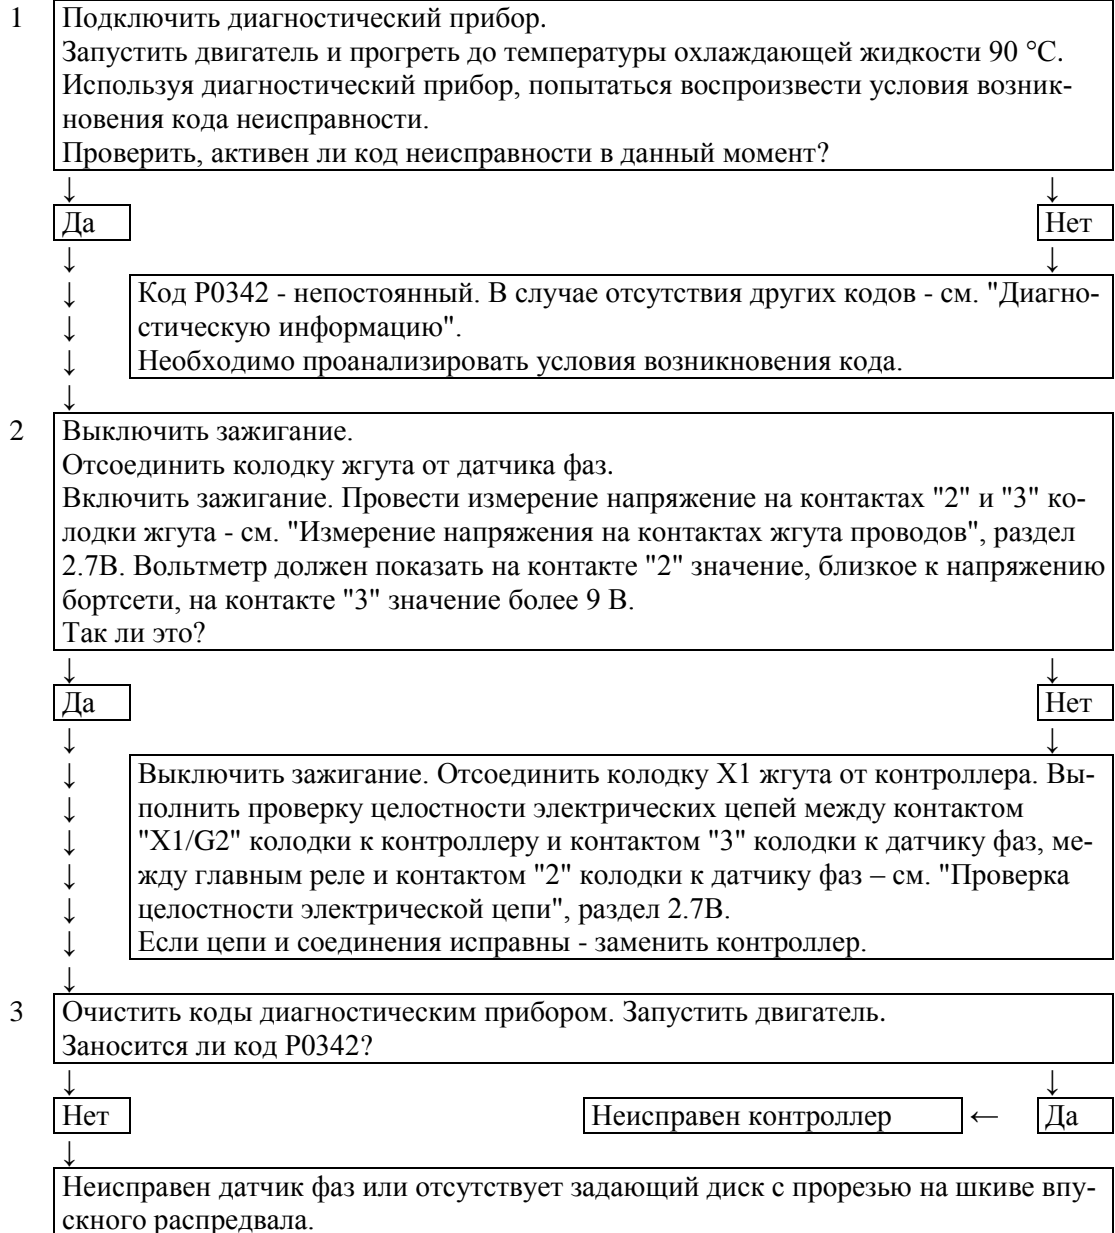 1 Подключить диагностический прибор.
Запустить двигатель и прогреть до температуры охлаждающей жидкости 90 °С.
Используя диагностический прибор, попытаться воспроизвести условия возник-
новения кода неисправности.
Проверить, активен ли код неисправности в данный момент?
↓ ↓
Да Нет
↓ ↓
↓ Код Р0342 - непостоянный. В случае отсутствия других кодов - см. "Диагно-
↓ стическую информацию".
↓ Необходимо проанализировать условия возникновения кода.
↓
2 Выключить зажигание.
Отсоединить колодку жгута от датчика фаз.
Включить зажигание. Провести измерение напряжение на контактах "2" и "3" ко-
лодки жгута - см. "Измерение напряжения на контактах жгута проводов", раздел
2.7В. Вольтметр должен показать на контакте "2" значение, близкое к напряжению
бортсети, на контакте "3" значение более 9 В.
Так ли это?
↓ ↓
Да Нет
↓ ↓
↓ Выключить зажигание. Отсоединить колодку Х1 жгута от контроллера. Вы-
↓ полнить проверку целостности электрических цепей между контактом
↓ "X1/G2" колодки к контроллеру и контактом "3" колодки к датчику фаз, ме-
↓ жду главным реле и контактом "2" колодки к датчику фаз – см. "Проверка
↓ целостности электрической цепи", раздел 2.7В.
↓ Если цепи и соединения исправны - заменить контроллер.
↓
3 Очистить коды диагностическим прибором. Запустить двигатель.
Заносится ли код Р0342?
↓ ↓
Нет Неисправен контроллер ← Да
↓
Неисправен датчик фаз или отсутствует задающий диск с прорезью на шкиве впу-
скного распредвала.